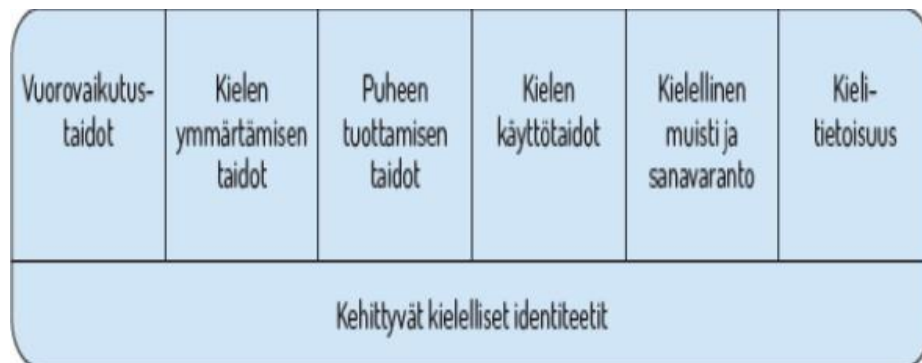 Vuorovaikutus-
taidot
Kielen
ymmärtämisen
taidot
Puheen
tuottamisen
taidot
Kielen
käyttötaidot
Kielellinen
muisti ja
sanavaranto
Kieli-
tietoisuus
Kehittyvät kielelliset identiteetit